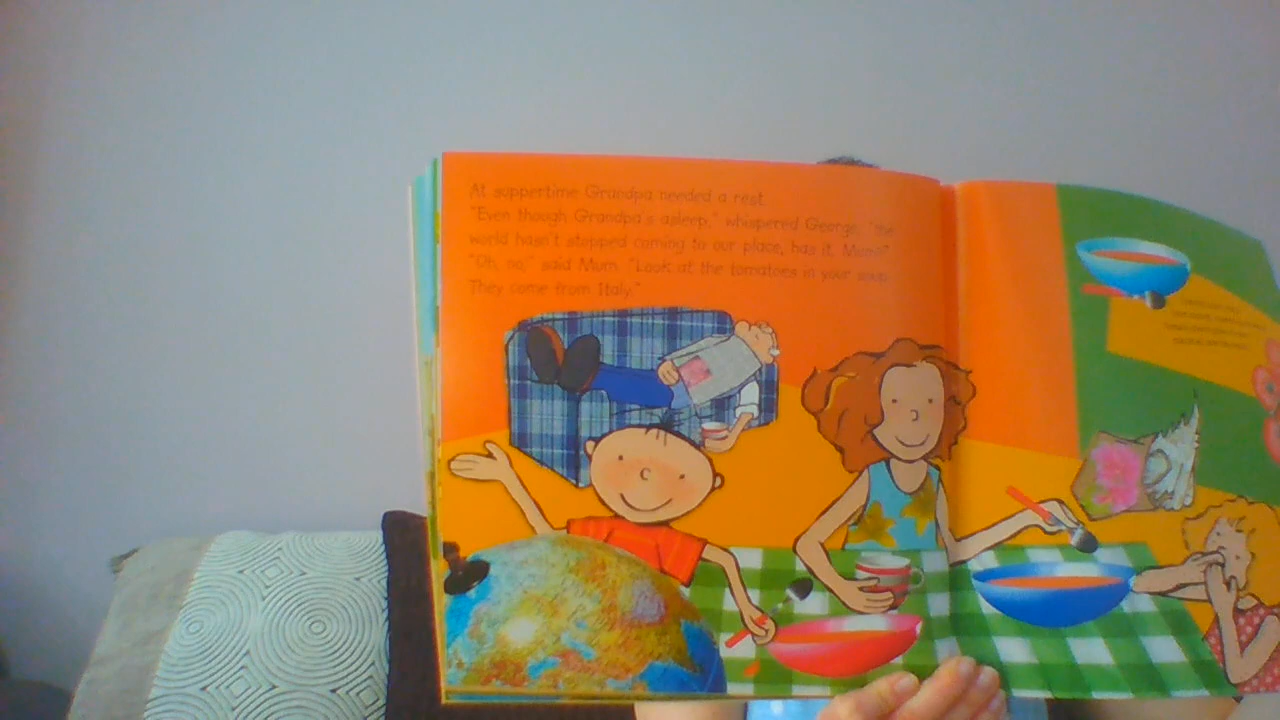 At suppertime Grandpa needed a rest.
"Even though Grandpa's asleep," whispered George, "the
world hasn't stopped coming to our place, has it, Mum?"
"Oh, no," said Mum. "Look at the tomatoes in your soup.
They come from Italy."